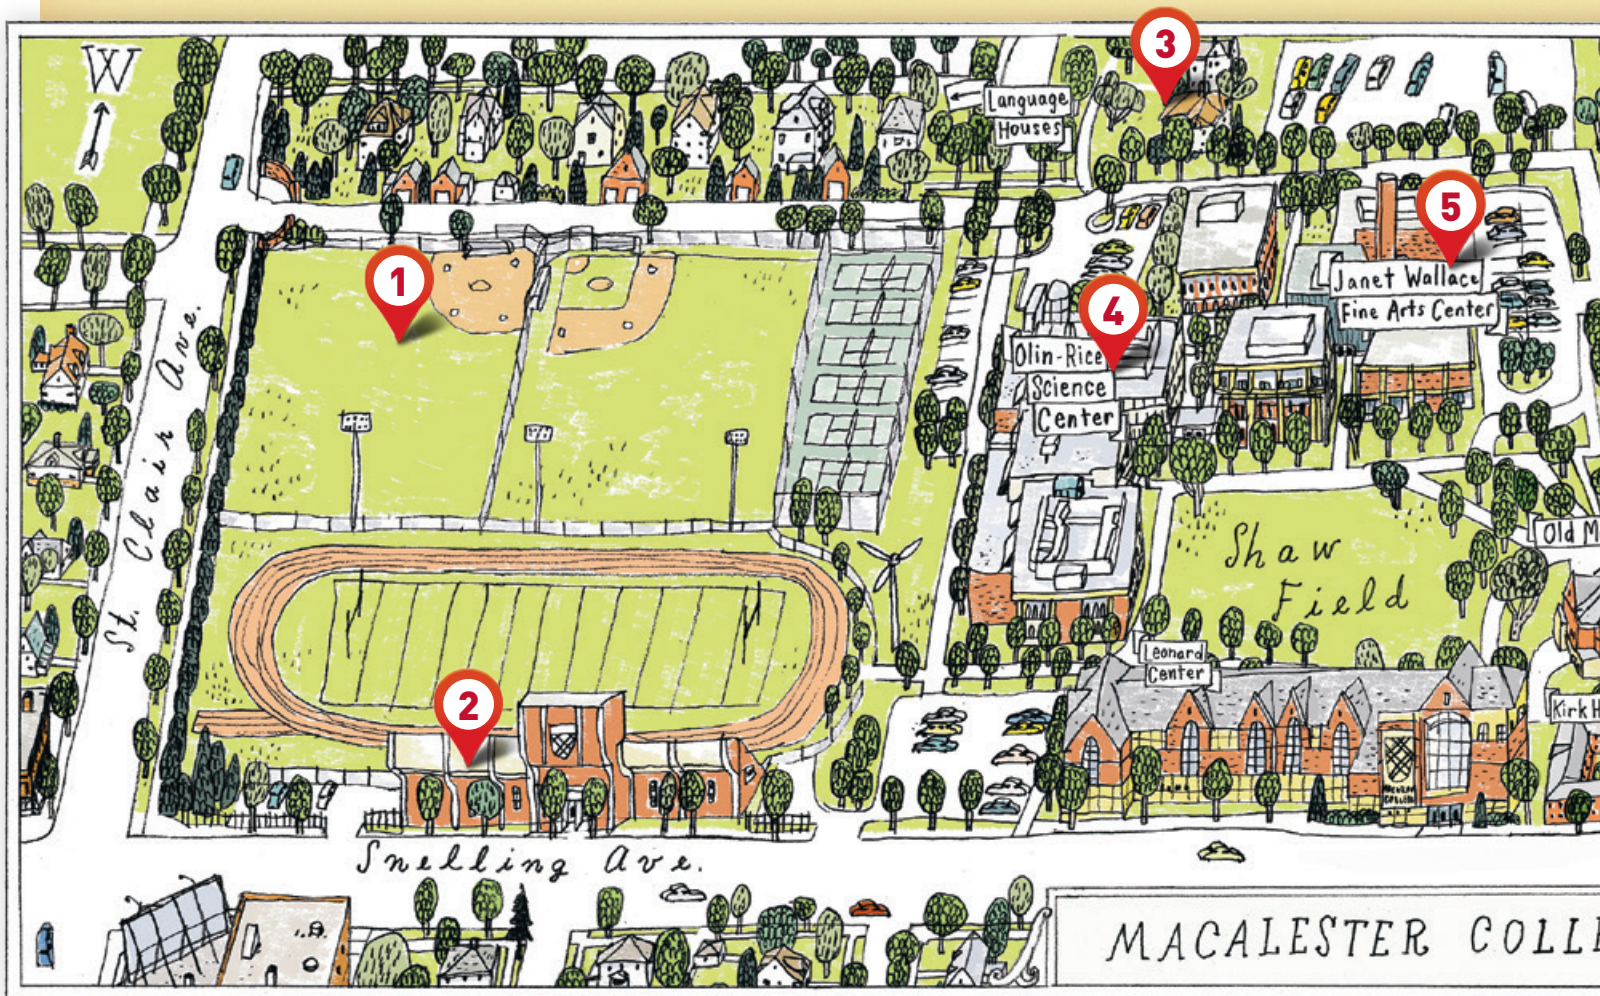 W
3
Language
Houses
5
Janet Wallace
Fine Arts Center
1
4
Olin-Rice
Science
Center
St. Clair Ave.
Shaw
Field
Old M
Leonard
Center
2
Kirk H
Snelling Ave.
MACALESTER COLLE